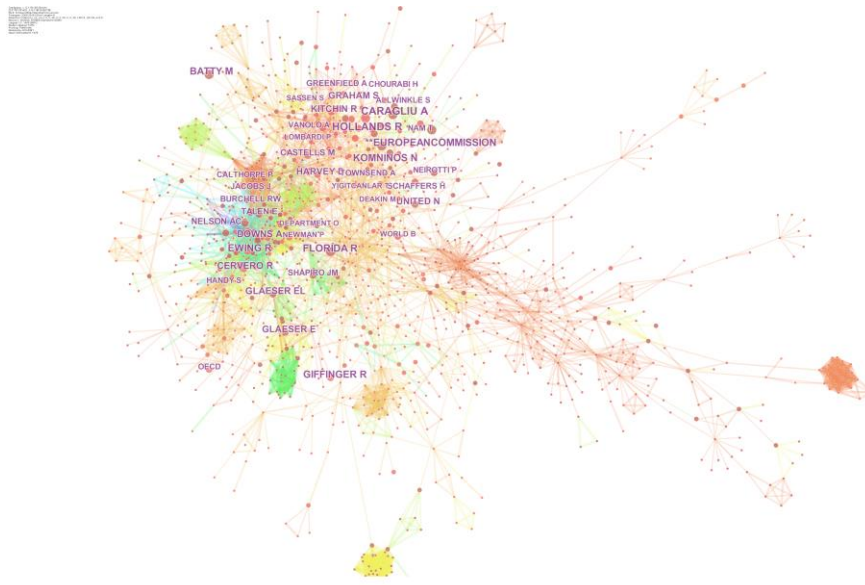 BATTY M
GREENFIELD A CHOURABI H
SASSEN S GRAHAM S ALLWINKLE S
KITCHIN R CARAGLIU A
VANOLO A HOLLANDS R *NAM T
LOMBARDI P **EUROPEANCOMMISSION
CASTELLS M KOMNINOS N
CALTHORPE P HARVEY D TOWNSEND A NEIROTTI P
JACOBS J YIGITCANLAR T SCHAFFERS H
BURCHELL RW DEAKIN M UNITED N
TALEN E
NELSON AC DEPARTMENT O
*DOWNS A NEWMAN P WORLD B
EWING R FLORIDA R
*CERVERO R SHAPIRO JM
HANDY S
GLAESER EL
GLAESER E
OECD GIFFINGER R